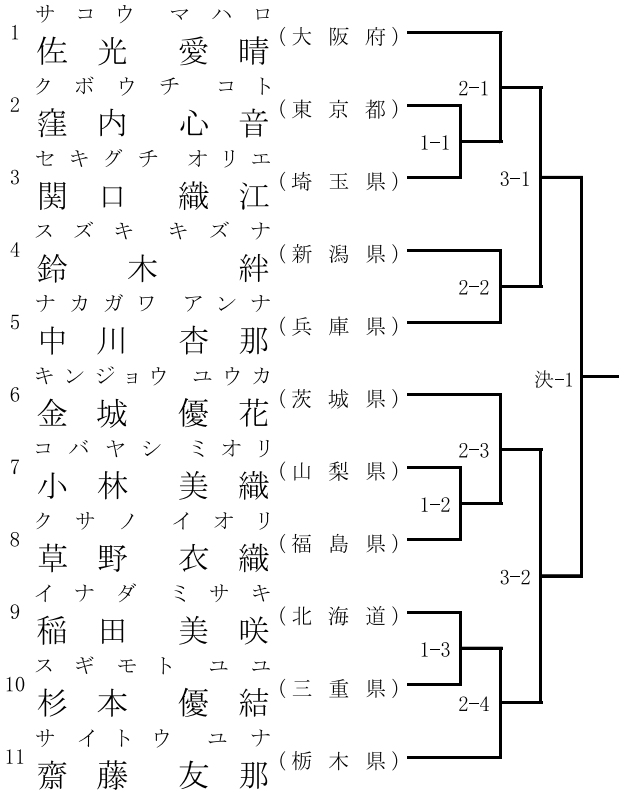 サコウ マハロ
1 佐光 愛晴 (大阪府)
クボウチ コト
2 窪内 心音 (東京都)
セキグチ オリエ
3 関口 織江 (埼玉県)
スズキ キズナ
4 鈴木 絆 (新潟県)
ナカガワ アンナ
5 中川 杏那 (兵庫県)
キンジョウ ユウカ
6 金城 優花 (茨城県)
コバヤシ ミオリ
7 小林 美織 (山梨県)
クサノ イオリ
8 草野 衣織 (福島県)
イナダ ミサキ
9 稲田 美咲 (北海道)
スギモト ユユ
10 杉本 優結 (三重県)
サイトウ ユナ
11 齋藤 友那 (栃木県)
2-1
1-1
3-1
2-2
決-1
2-3
1-2
3-2
1-3
2-4